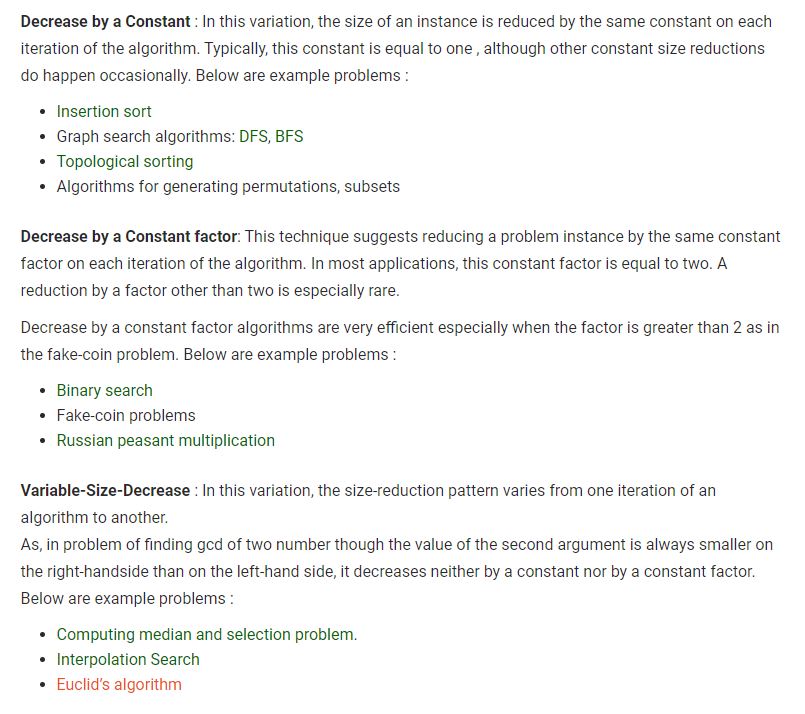 Decrease by a Constant : In this variation, the size of an instance is reduced by the same constant on each
iteration of the algorithm. Typically, this constant is equal to one , although other constant size reductions
do happen occasionally. Below are example problems :
• Insertion sort
• Graph search algorithms: DFS, BFS
• Topological sorting
• Algorithms for generating permutations, subsets
Decrease by a Constant factor: This technique suggests reducing a problem instance by the same constant
factor on each iteration of the algorithm. In most applications, this constant factor is equal to two. A
reduction by a factor other than two is especially rare.
Decrease by a constant factor algorithms are very efficient especially when the factor is greater than 2 as in
the fake-coin problem. Below are example problems :
• Binary search
• Fake-coin problems
• Russian peasant multiplication
Variable-Size-Decrease : In this variation, the size-reduction pattern varies from one iteration of an
algorithm to another.
As, in problem of finding gcd of two number though the value of the second argument is always smaller on
the right-handside than on the left-hand side, it decreases neither by a constant nor by a constant factor.
Below are example problems :
• Computing median and selection problem.
• Interpolation Search
• Euclid’s algorithm